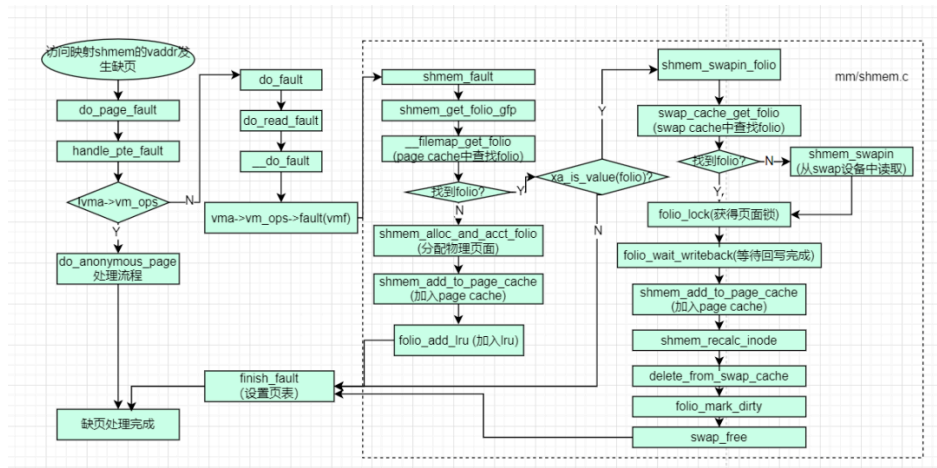 访问映射shmem的vaddr发
生缺页
do_page_fault
handle_pte_fault
!vma->vm_ops
Y
N
do_anonymous_page
处理流程
缺页处理完成
do_fault
do_read_fault
__do_fault
vma->vm_ops->fault(vmf)
finish_fault
(设置页表)
shmem_fault
shmem_get_folio_gfp
__filemap_get_folio
(page cache中查找folio)
找到folio?
Y
N
shmem_alloc_and_acct_folio
(分配物理页面)
shmem_add_to_page_cache
(加入page cache)
folio_add_lru (加入lru)
xa_is_value(folio)?
Y
N
mm/shmem.c
shmem_swapin_folio
swap_cache_get_folio
(swap cache中查找folio)
找到folio?
N
Y
shmem_swapin
(从swap设备中读取)
folio_lock(获得页面锁)
folio_wait_writeback(等待回写完成)
shmem_add_to_page_cache
(加入page cache)
shmem_recalc_inode
delete_from_swap_cache
folio_mark_dirty
swap_free